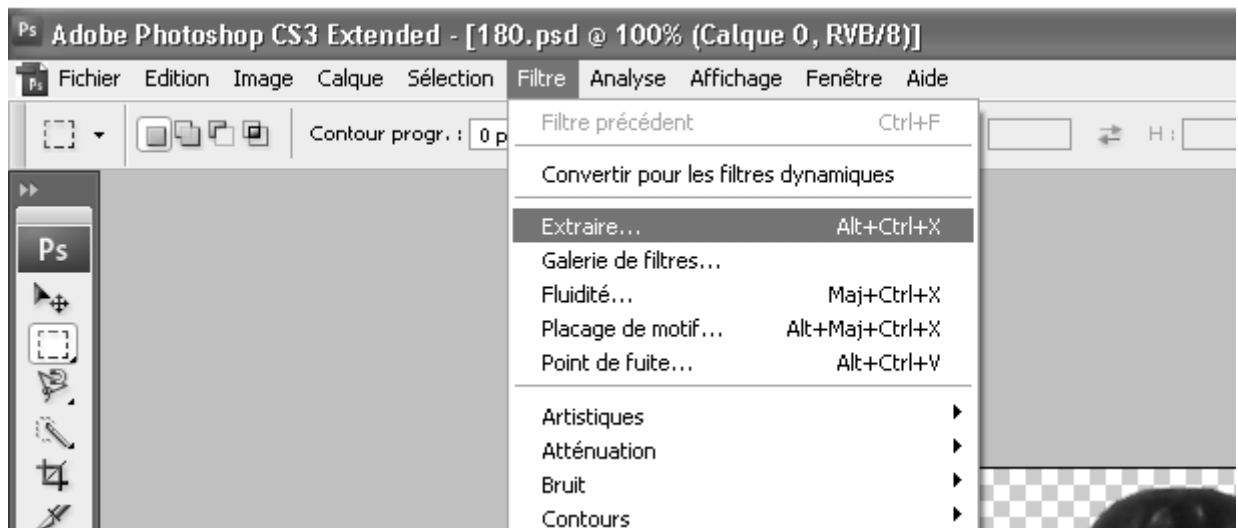 Ps Adobe Photoshop CS3 Extended - [180.psd @ 100% (Calque 0, RVB/8)]
Ps Fichier Edition Image Calque Sélection Filtre Analyse Affichage Fenêtre Aide
Contour progr. : 0 p H :
Filtre précédent Ctrl+F
Convertir pour les filtres dynamiques
Ps
Extraire... Alt+Ctrl+X
Galerie de filtres...
Fluidité... Maj+Ctrl+X
Placage de motif... Alt+Maj+Ctrl+X
Point de fuite... Alt+Ctrl+V
Artistiques
Atténuation
Bruit
Contours